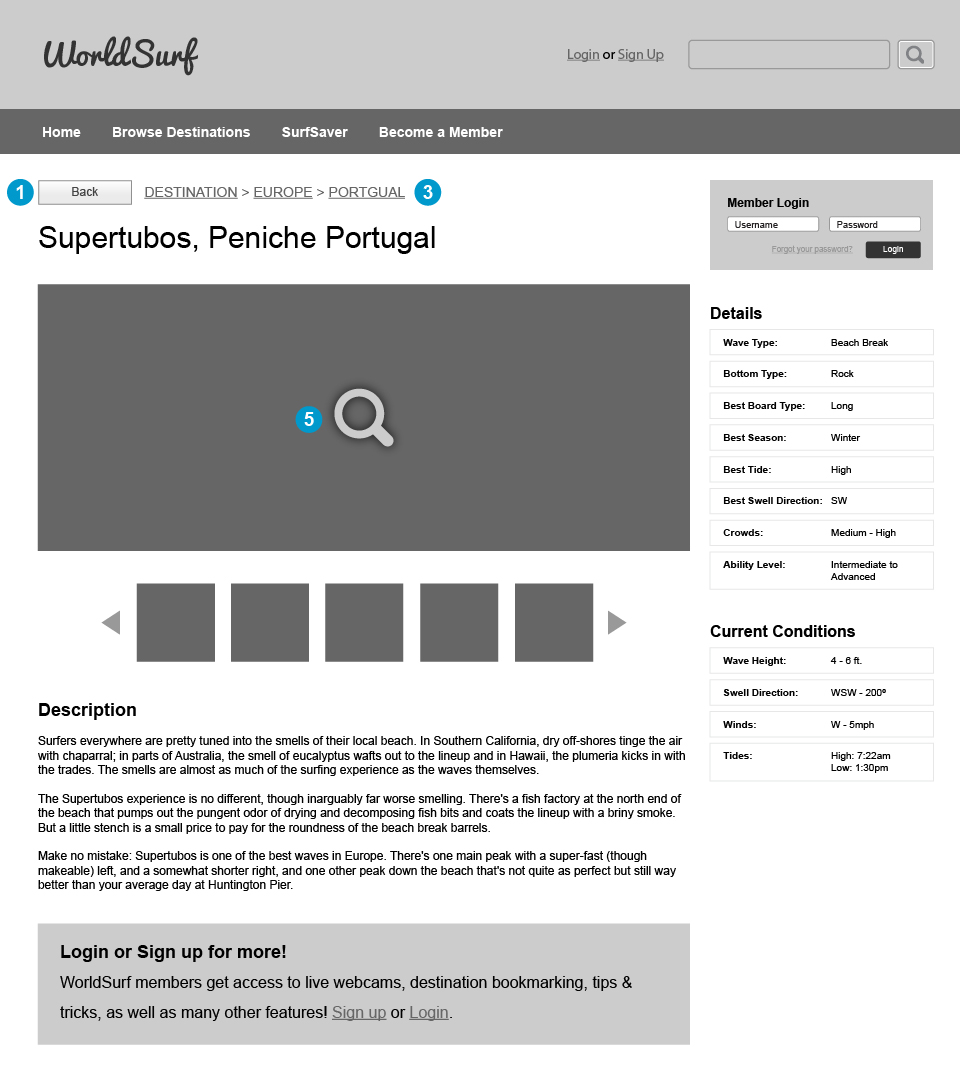 WorldSurf
Login or Sign Up
Home Browse Destinations SurfSaver Become a Member
1 Back DESTINATION > EUROPE > PORTGUAL 3
Supertubos, Peniche Portugal
5
Description
Surfers everywhere are pretty tuned into the smells of their local beach. In Southern California, dry off-shores tinge the air
with chaparral; in parts of Australia, the smell of eucalyptus wafts out to the lineup and in Hawaii, the plumeria kicks in with
the trades. The smells are almost as much of the surfing experience as the waves themselves.
The Supertubos experience is no different, though inarguably far worse smelling. There's a fish factory at the north end of
the beach that pumps out the pungent odor of drying and decomposing fish bits and coats the lineup with a briny smoke.
But a little stench is a small price to pay for the roundness of the beach break barrels.
Make no mistake: Supertubos is one of the best waves in Europe. There's one main peak with a super-fast (though
makeable) left, and a somewhat shorter right, and one other peak down the beach that's not quite as perfect but still way
better than your average day at Huntington Pier.
Login or Sign up for more!
WorldSurf members get access to live webcams, destination bookmarking, tips &
tricks, as well as many other features! Sign up or Login.
Member Login
Username Password
Forgot your password? Login
Details
Wave Type: Beach Break
Bottom Type: Rock
Best Board Type: Long
Best Season: Winter
Best Tide: High
Best Swell Direction: SW
Crowds: Medium - High
Ability Level: Intermediate to
Advanced
Current Conditions
Wave Height: 4 - 6 ft.
Swell Direction: WSW - 200º
Winds: W - 5mph
Tides: High: 7:22am
Low: 1:30pm